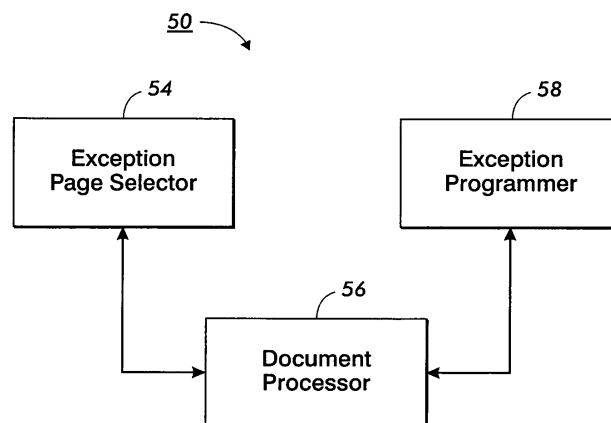 50
54
58
Exception
Page Selector
Exception
Programmer
56
Document
Processor